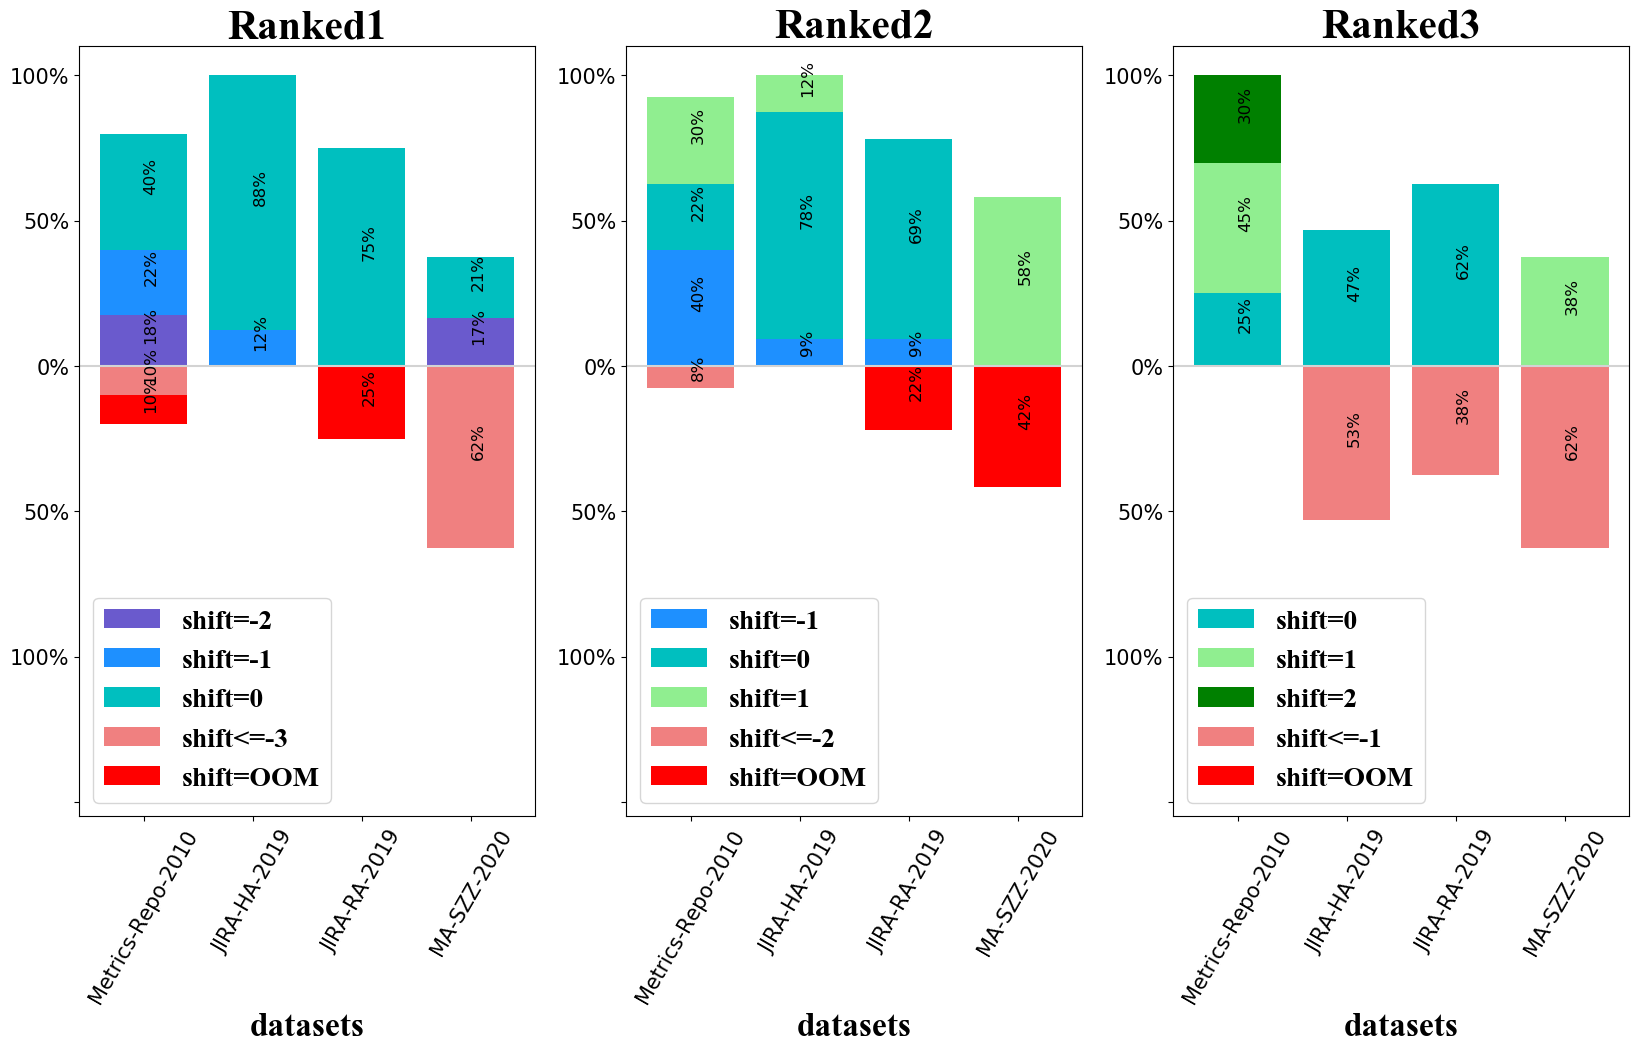 Ranked1
100%
50%
0%
50%
100%
40%
22%
18%
10%
10%
88%
12%
75%
25%
21%
17%
62%
shift=-2
shift=-1
shift=0
shift<=-3
shift=OOM
Metrics-Repo-2010
JIRA-HA-2019
JIRA-RA-2019
MA-SZZ-2020
datasets
Ranked2
100%
50%
0%
50%
100%
30%
22%
40%
8%
12%
78%
9%
69%
9%
22%
58%
42%
shift=-1
shift=0
shift=1
shift<=-2
shift=OOM
Metrics-Repo-2010
JIRA-HA-2019
JIRA-RA-2019
MA-SZZ-2020
datasets
Ranked3
100%
50%
0%
50%
100%
30%
45%
25%
47%
53%
62%
38%
38%
62%
shift=0
shift=1
shift=2
shift<=-1
shift=OOM
Metrics-Repo-2010
JIRA-HA-2019
JIRA-RA-2019
MA-SZZ-2020
datasets